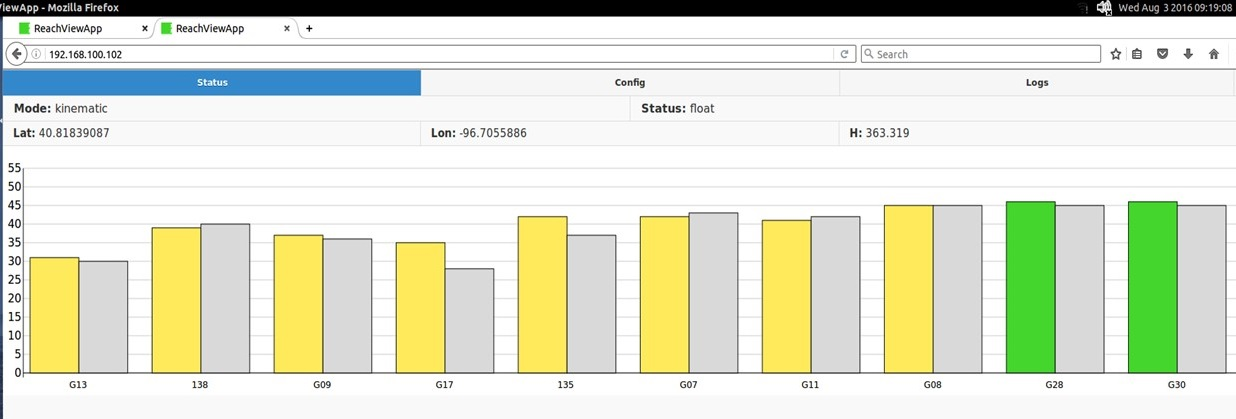 iewApp - Mozilla Firefox Wed Aug 3 2016 09:19:08
ReachViewApp × ReachViewApp × +
192.168.100.102 Search
Status Config Logs
Mode: kinematic Status: float
Lat: 40.81839087 Lon: -96.7055886 H: 363.319
55
50
45
40
35
30
25
20
15
10
5
0
G13 138 G09 G17 135 G07 G11 G08 G28 G30